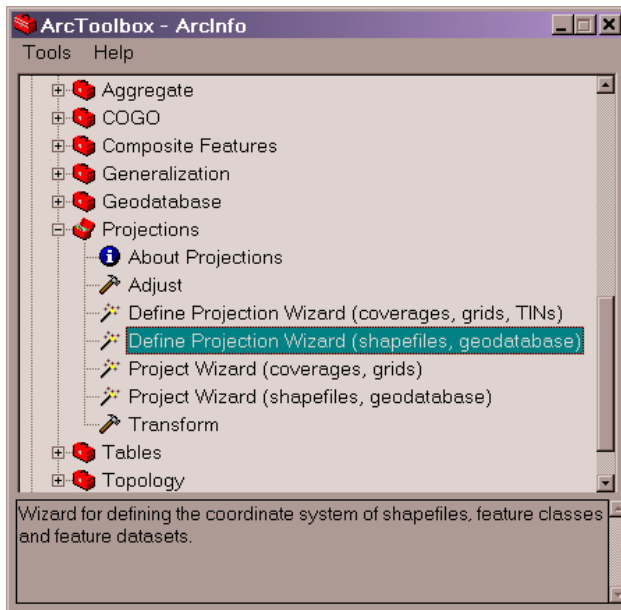 ArcToolbox - ArcInfo
Tools Help
Aggregate
COGO
Composite Features
Generalization
Geodatabase
Projections
About Projections
Adjust
Define Projection Wizard (coverages, grids, TINs)
Define Projection Wizard (shapefiles, geodatabase)
Project Wizard (coverages, grids)
Project Wizard (shapefiles, geodatabase)
Transform
Tables
Topology
Wizard for defining the coordinate system of shapefiles, feature classes
and feature datasets.